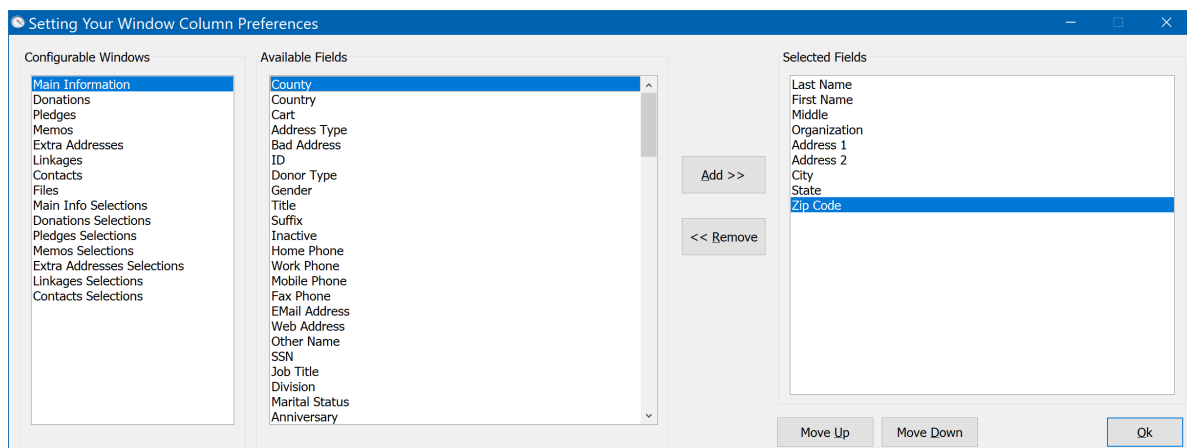 Setting Your Window Column Preferences
Configurable Windows
Main Information
Donations
Pledges
Memos
Extra Addresses
Linkages
Contacts
Files
Main Info Selections
Donations Selections
Pledges Selections
Memos Selections
Extra Addresses Selections
Linkages Selections
Contacts Selections
Available Fields
County
Country
Cart
Address Type
Bad Address
ID
Donor Type
Gender
Title
Suffix
Inactive
Home Phone
Work Phone
Mobile Phone
Fax Phone
EMail Address
Web Address
Other Name
SSN
Job Title
Division
Marital Status
Anniversary
Add >>
<< Remove
Selected Fields
Last Name
First Name
Middle
Organization
Address 1
Address 2
City
State
Zip Code
Move Up
Move Down
Ok